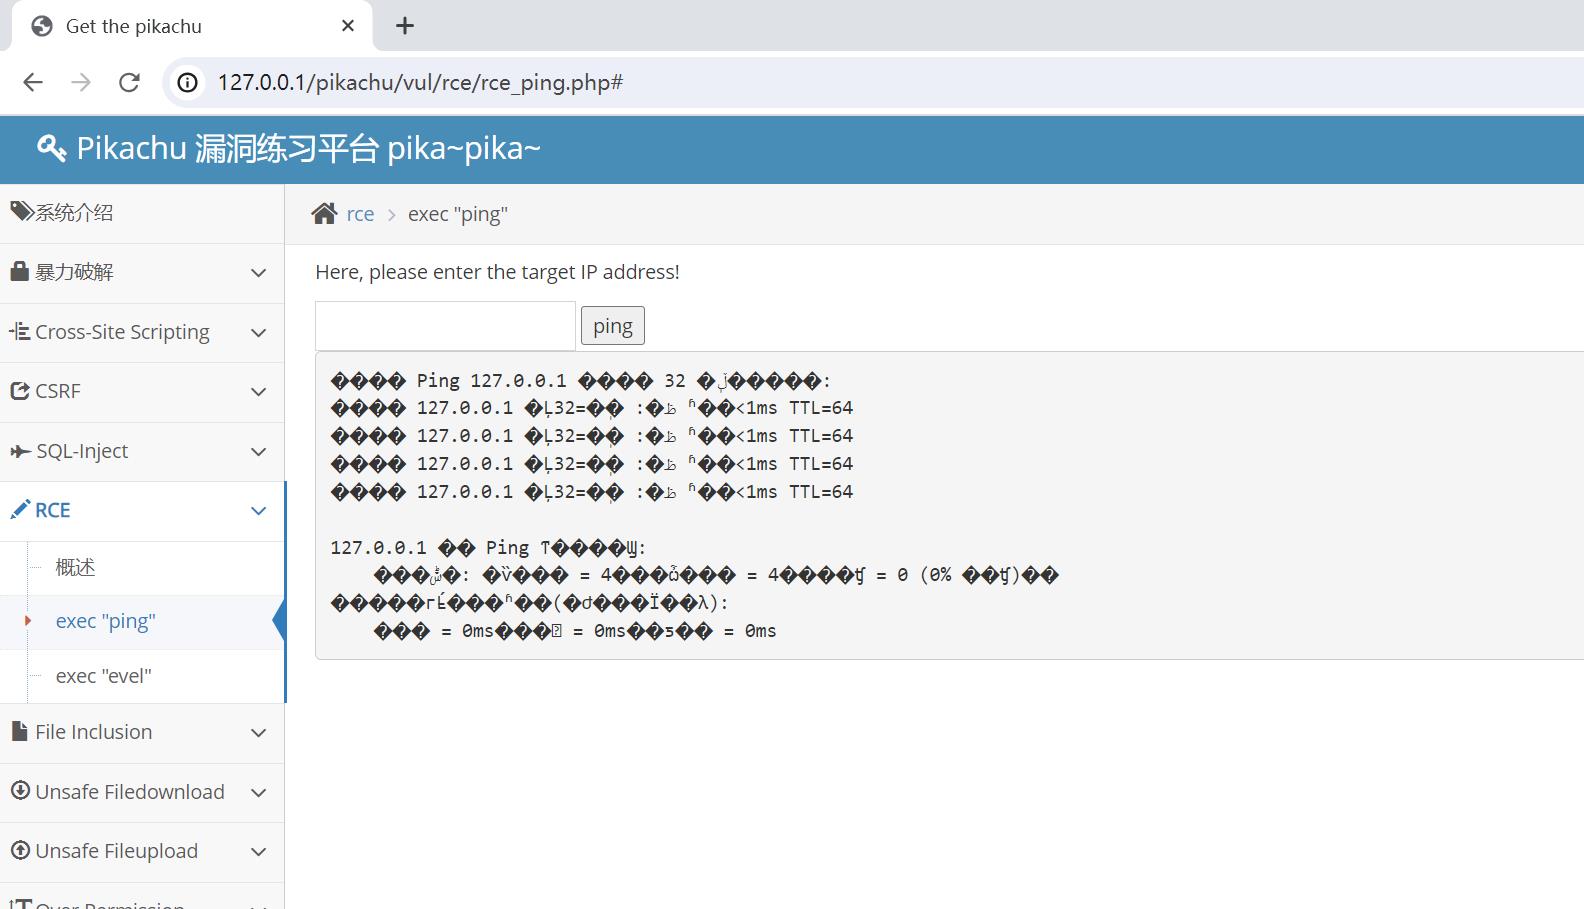 Get the pikachu
127.0.0.1/pikachu/vul/rce/rce_ping.php#
Pikachu 漏洞练习平台 pika~pika~
系统介绍
暴力破解
Cross-Site Scripting
CSRF
SQL-Inject
RCE
概述
exec "ping"
exec "evel"
File Inclusion
Unsafe Filedownload
Unsafe Fileupload
Over Permission
rce > exec "ping"
Here, please enter the target IP address!
ping
���� Ping 127.0.0.1 ���� 32 �ֽڵ�����:
���� 127.0.0.1 �Ļظ�: �ֽ�=32 ʱ��<1ms TTL=64
���� 127.0.0.1 �Ļظ�: �ֽ�=32 ʱ��<1ms TTL=64
���� 127.0.0.1 �Ļظ�: �ֽ�=32 ʱ��<1ms TTL=64
���� 127.0.0.1 �Ļظ�: �ֽ�=32 ʱ��<1ms TTL=64
127.0.0.1 �� Ping ͳ����Ϣ:
���ݰ�: �ѷ��� = 4���ѽ��� = 4����ʧ = 0 (0% ��ʧ)��
�����г̵Ĺ���ʱ��(�Ժ���Ϊ��λ):
��� = 0ms��� = 0ms��ƽ�� = 0ms